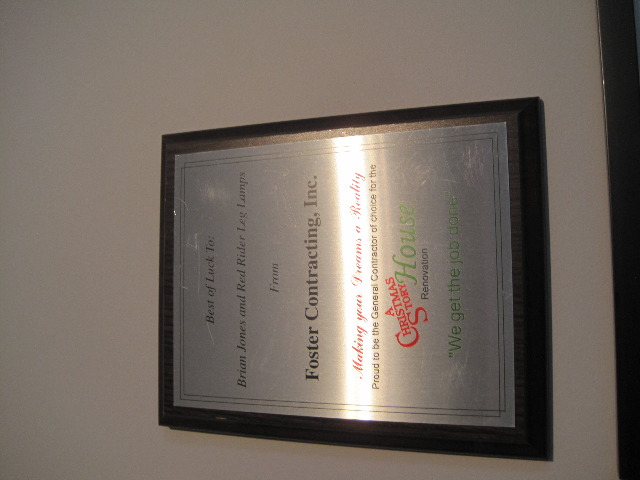 Best of Luck To:
Brian Jones and Red Rider Leg Lamps
From
Foster Contracting, Inc.
Making your Dreams a Reality
Proud to be the General Contractor of choice for the
A
CHRISTMAS
STORY House
Renovation
"We get the job done"